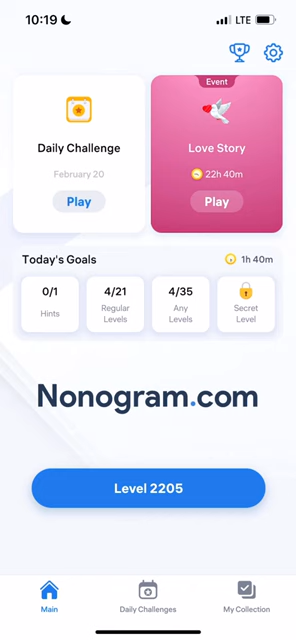 10:19
LTE
Event
Daily Challenge
February 20
Play
Love Story
22h 40m
Play
Today's Goals
1h 40m
0/1
Hints
4/21
Regular
Levels
4/35
Any
Levels
Secret
Level
Nonogram.com
Level 2205
Main
Daily Challenges
My Collection